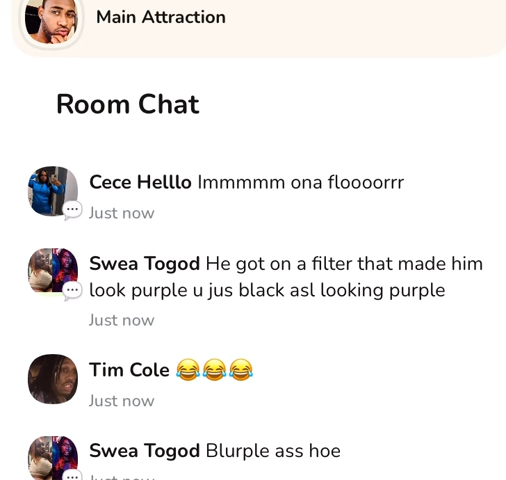 Main Attraction
Room Chat
Cece Helllo Immmmm ona floooorrr
Just now
Swea Togod He got on a filter that made him
look purple u jus black asl looking purple
Just now
Tim Cole 😂😂😂
Just now
Swea Togod Blurple ass hoe
Just now